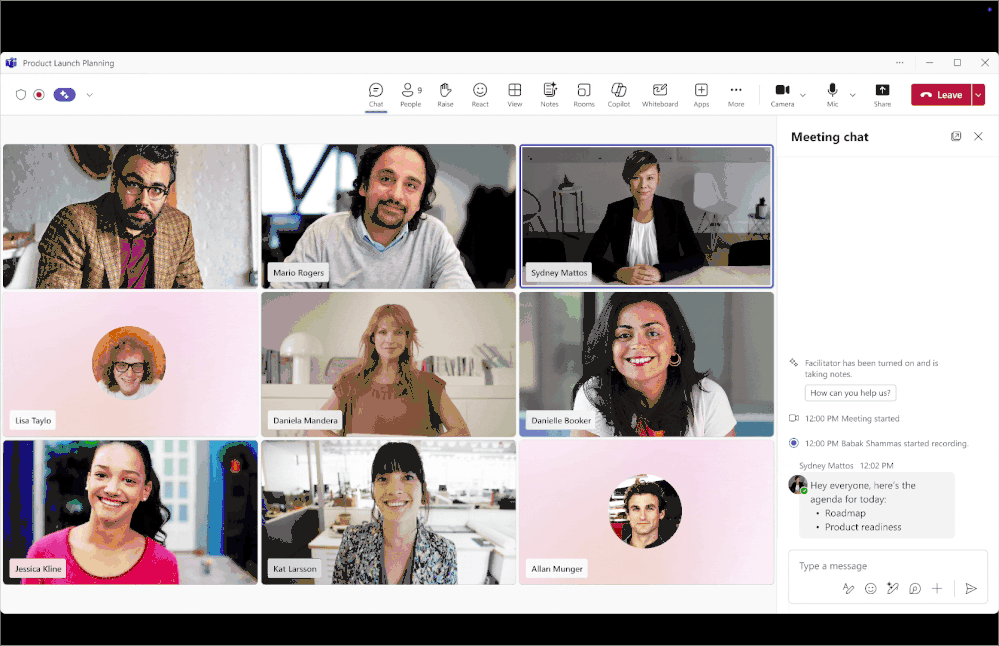 Product Launch Planning
Chat
9
People
Raise
React
View
Notes
Rooms
Copilot
Whiteboard
Apps
More
Camera
Mic
Share
Leave
Meeting chat
Mario Rogers
Sydney Mattos
Lisa Taylo
Daniela Mandera
Danielle Booker
Jessica Kline
Kat Larsson
Allan Munger
Facilitator has been turned on and is
taking notes.
How can you help us?
12:00 PM Meeting started
12:00 PM Babak Shammas started recording.
Sydney Mattos 12:02 PM
Hey everyone, here's the
agenda for today:
• Roadmap
• Product readiness
Type a message